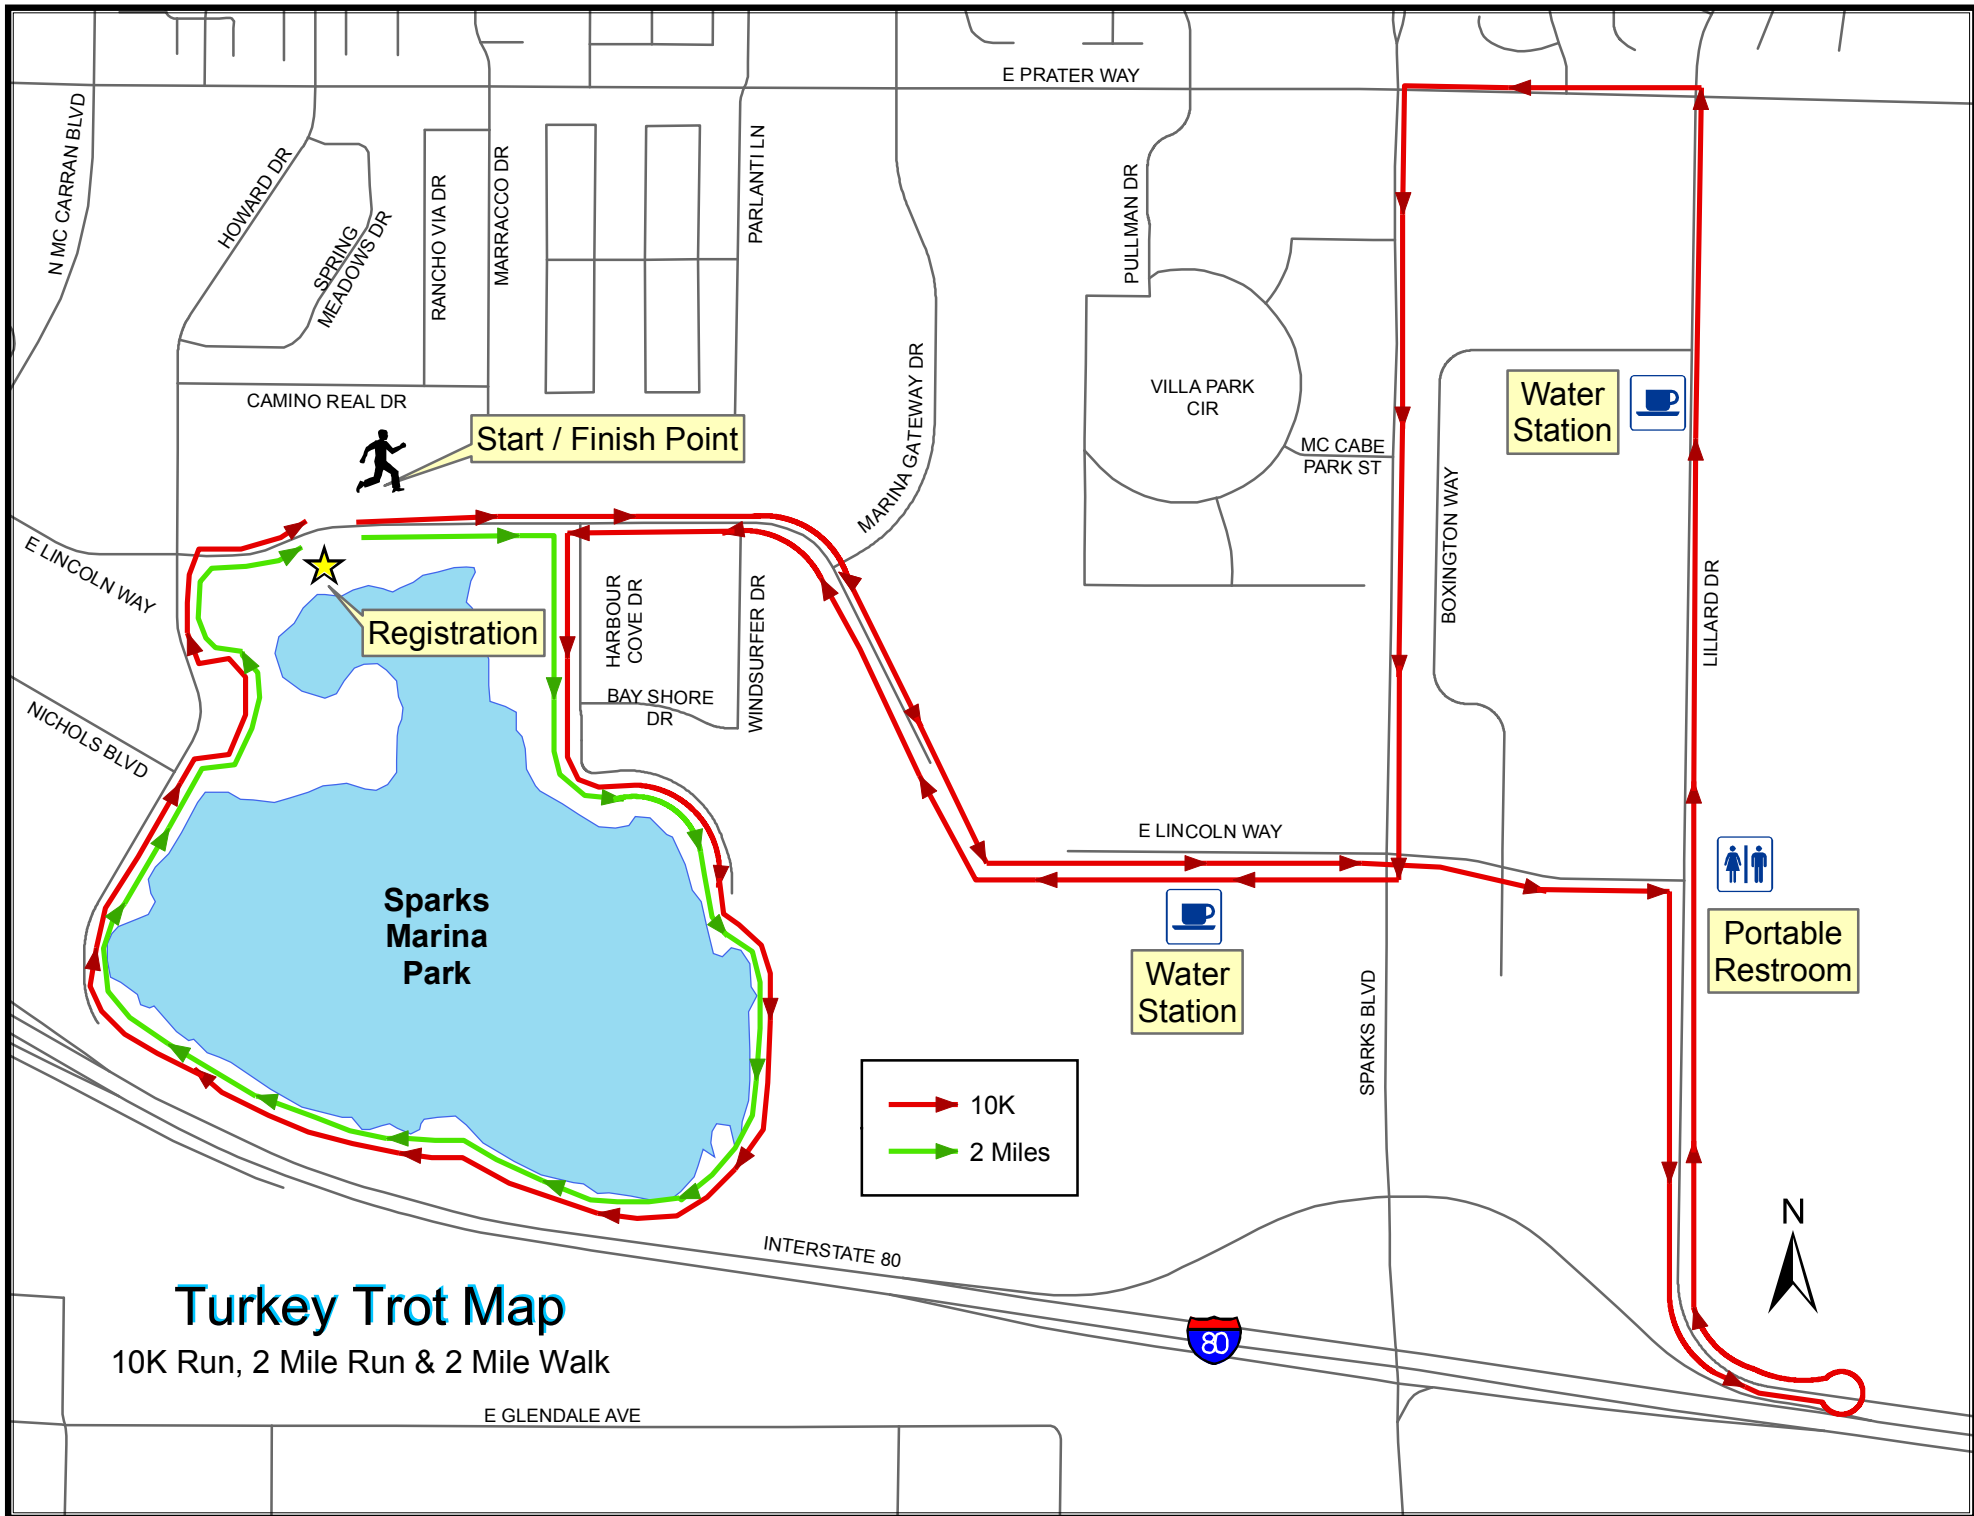 E PRATER WAY
N MC CARRAN BLVD
HOWARD DR
SPRING
MEADOWS DR
RANCHO VIA DR
MARRACCO DR
PARLANTI LN
PULLMAN DR
MARINA GATEWAY DR
VILLA PARK
CIR
MC CABE
PARK ST
Water
Station
CAMINO REAL DR
Start / Finish Point
BOXINGTON WAY
LILLARD DR
E LINCOLN WAY
Registration
HARBOUR
COVE DR
WINDSURFER DR
BAY SHORE
DR
NICHOLS BLVD
E LINCOLN WAY
Sparks
Marina
Park
Water
Station
Portable
Restroom
SPARKS BLVD
10K
2 Miles
N
INTERSTATE 80
80
Turkey Trot Map
10K Run, 2 Mile Run & 2 Mile Walk
E GLENDALE AVE